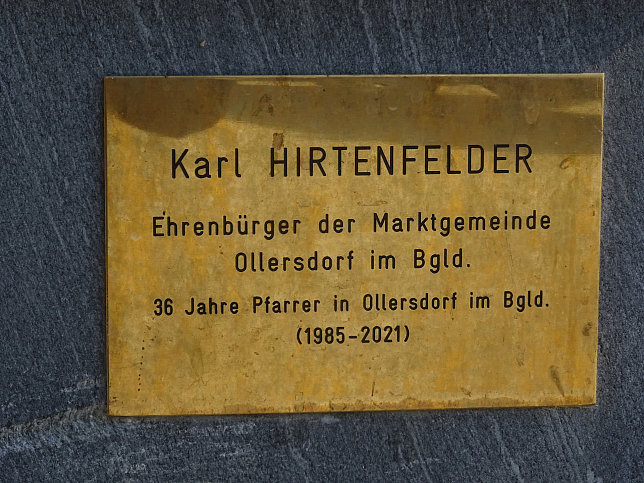 Karl HIRTENFELDER
Ehrenbürger der Marktgemeinde
Ollersdorf im Bgld.
36 Jahre Pfarrer in Ollersdorf im Bgld.
(1985-2021)